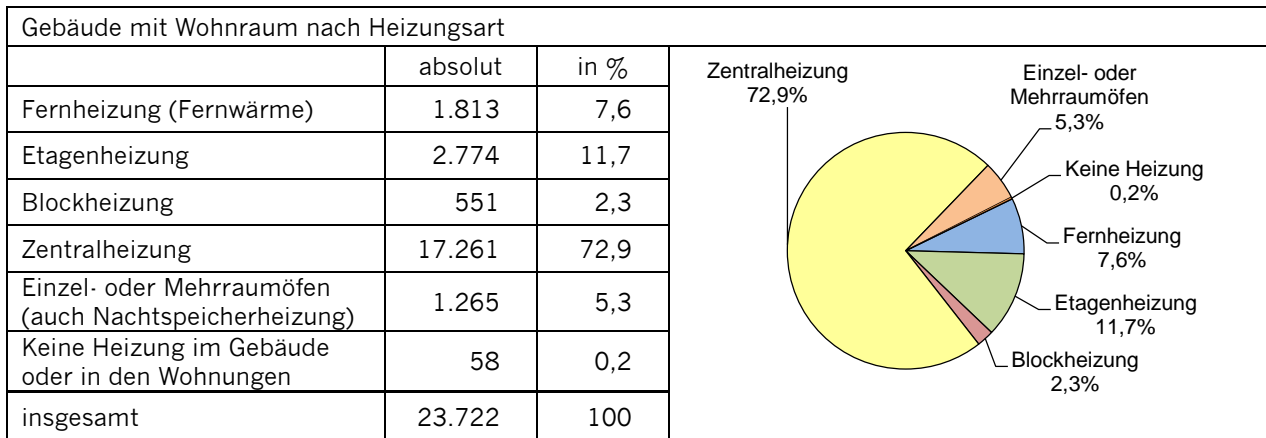 Gebäude mit Wohnraum nach Heizungsart
absolut in %
Fernheizung (Fernwärme) 1.813 7,6
Etagenheizung 2.774 11,7
Blockheizung 551 2,3
Zentralheizung 17.261 72,9
Einzel- oder Mehrraumöfen
(auch Nachtspeicherheizung) 1.265 5,3
Keine Heizung im Gebäude
oder in den Wohnungen 58 0,2
insgesamt 23.722 100
Zentralheizung
72,9%
Einzel- oder
Mehrraumöfen
5,3%
Keine Heizung
0,2%
Fernheizung
7,6%
Etagenheizung
11,7%
Blockheizung
2,3%